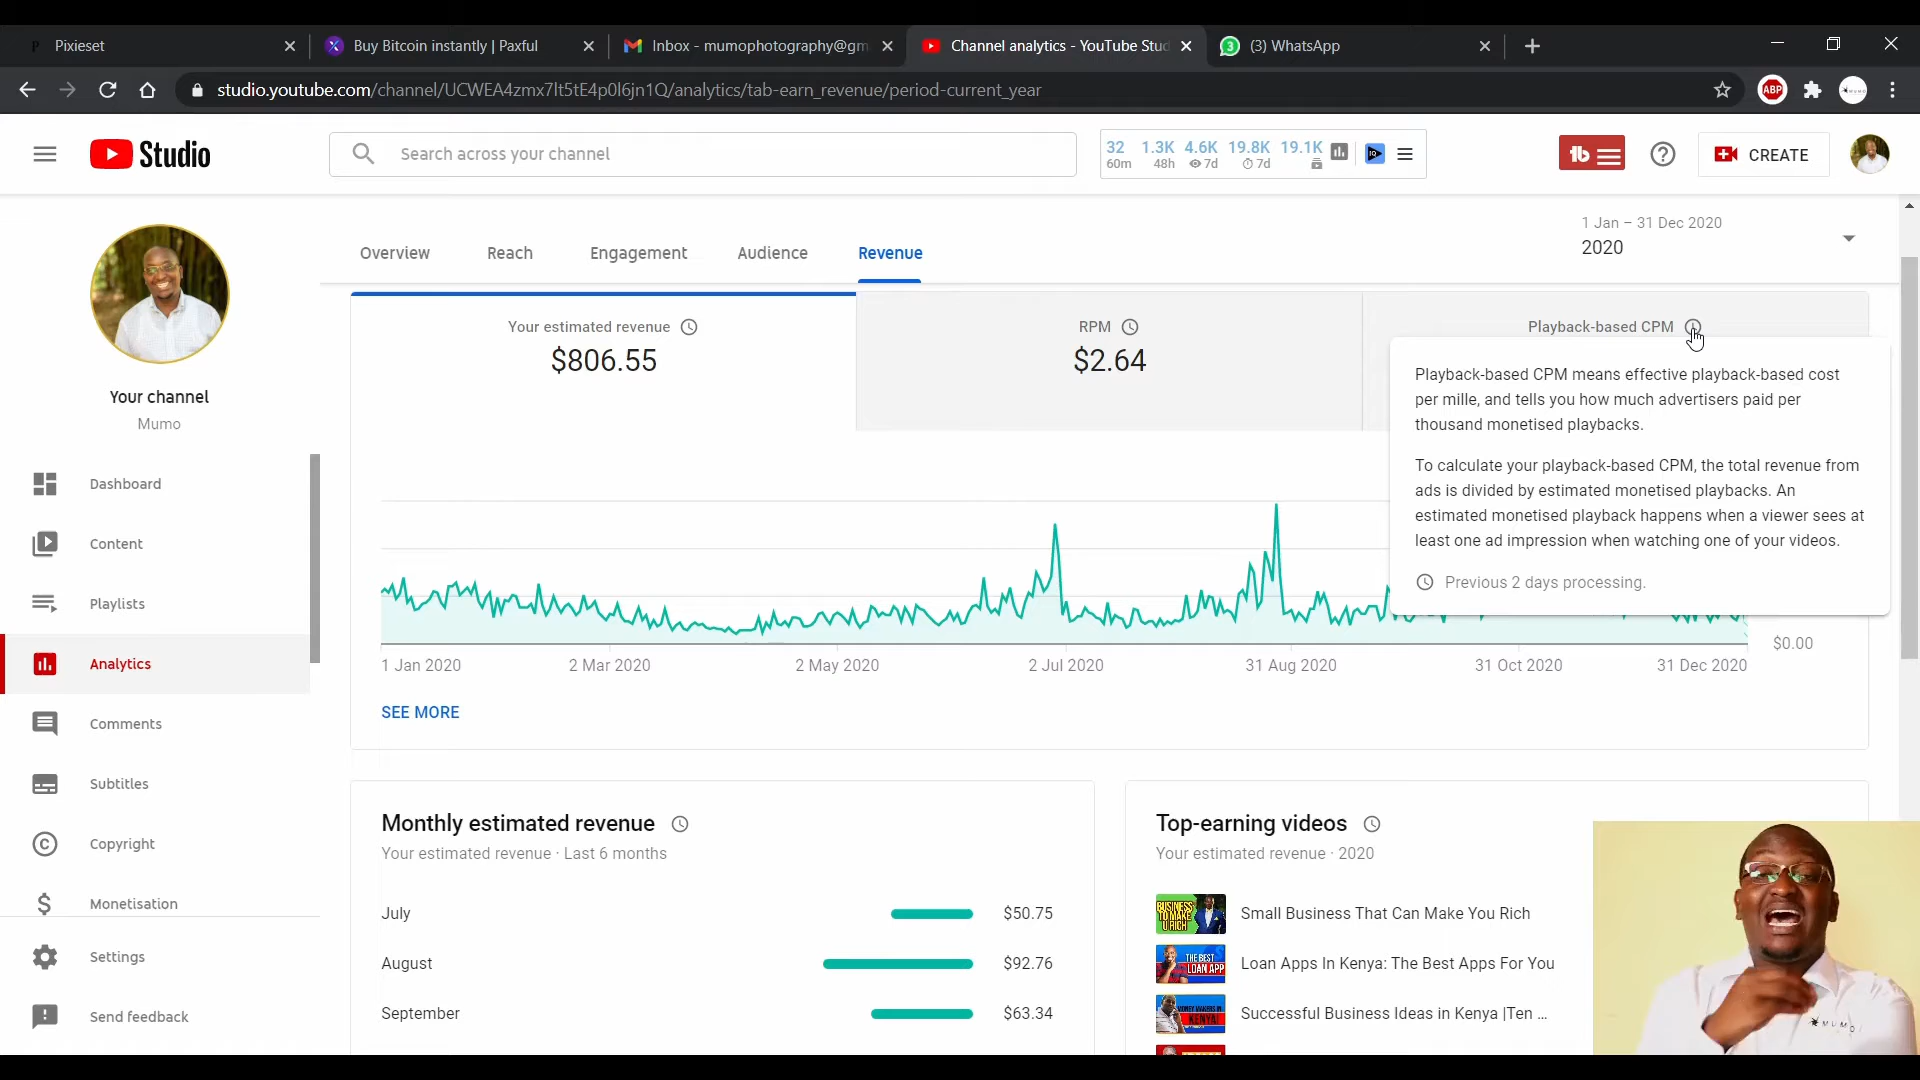 Pixieset
Buy Bitcoin instantly | Paxful
Inbox - mumophotography@gm
Channel analytics - YouTube Stud
(3) WhatsApp
studio.youtube.com/channel/UCWEA4zmx7lt5tE4p0l6jn1Q/analytics/tab-earn_revenue/period-current_year
ABP
Studio
Search across your channel
32 1.3K 4.6K 19.8K 19.1K
60m 48h 7d 7d
CREATE
1 Jan – 31 Dec 2020
2020
Overview
Reach
Engagement
Audience
Revenue
Your channel
Mumo
Dashboard
Content
Playlists
Analytics
Comments
Subtitles
Copyright
Monetisation
Settings
Send feedback
Your estimated revenue
$806.55
RPM
$2.64
Playback-based CPM
Playback-based CPM means effective playback-based cost
per mille, and tells you how much advertisers paid per
thousand monetised playbacks.
To calculate your playback-based CPM, the total revenue from
ads is divided by estimated monetised playbacks. An
estimated monetised playback happens when a viewer sees at
least one ad impression when watching one of your videos.
Previous 2 days processing.
$0.00
1 Jan 2020
2 Mar 2020
2 May 2020
2 Jul 2020
31 Aug 2020
31 Oct 2020
31 Dec 2020
SEE MORE
Monthly estimated revenue
Your estimated revenue · Last 6 months
July $50.75
August $92.76
September $63.34
Top-earning videos
Your estimated revenue · 2020
BUSINESS
TO MAKE
U RICH
Small Business That Can Make You Rich
THE BEST
LOAN APP
Loan Apps In Kenya: The Best Apps For You
KENYA
Successful Business Ideas in Kenya |Ten ...
MUMO